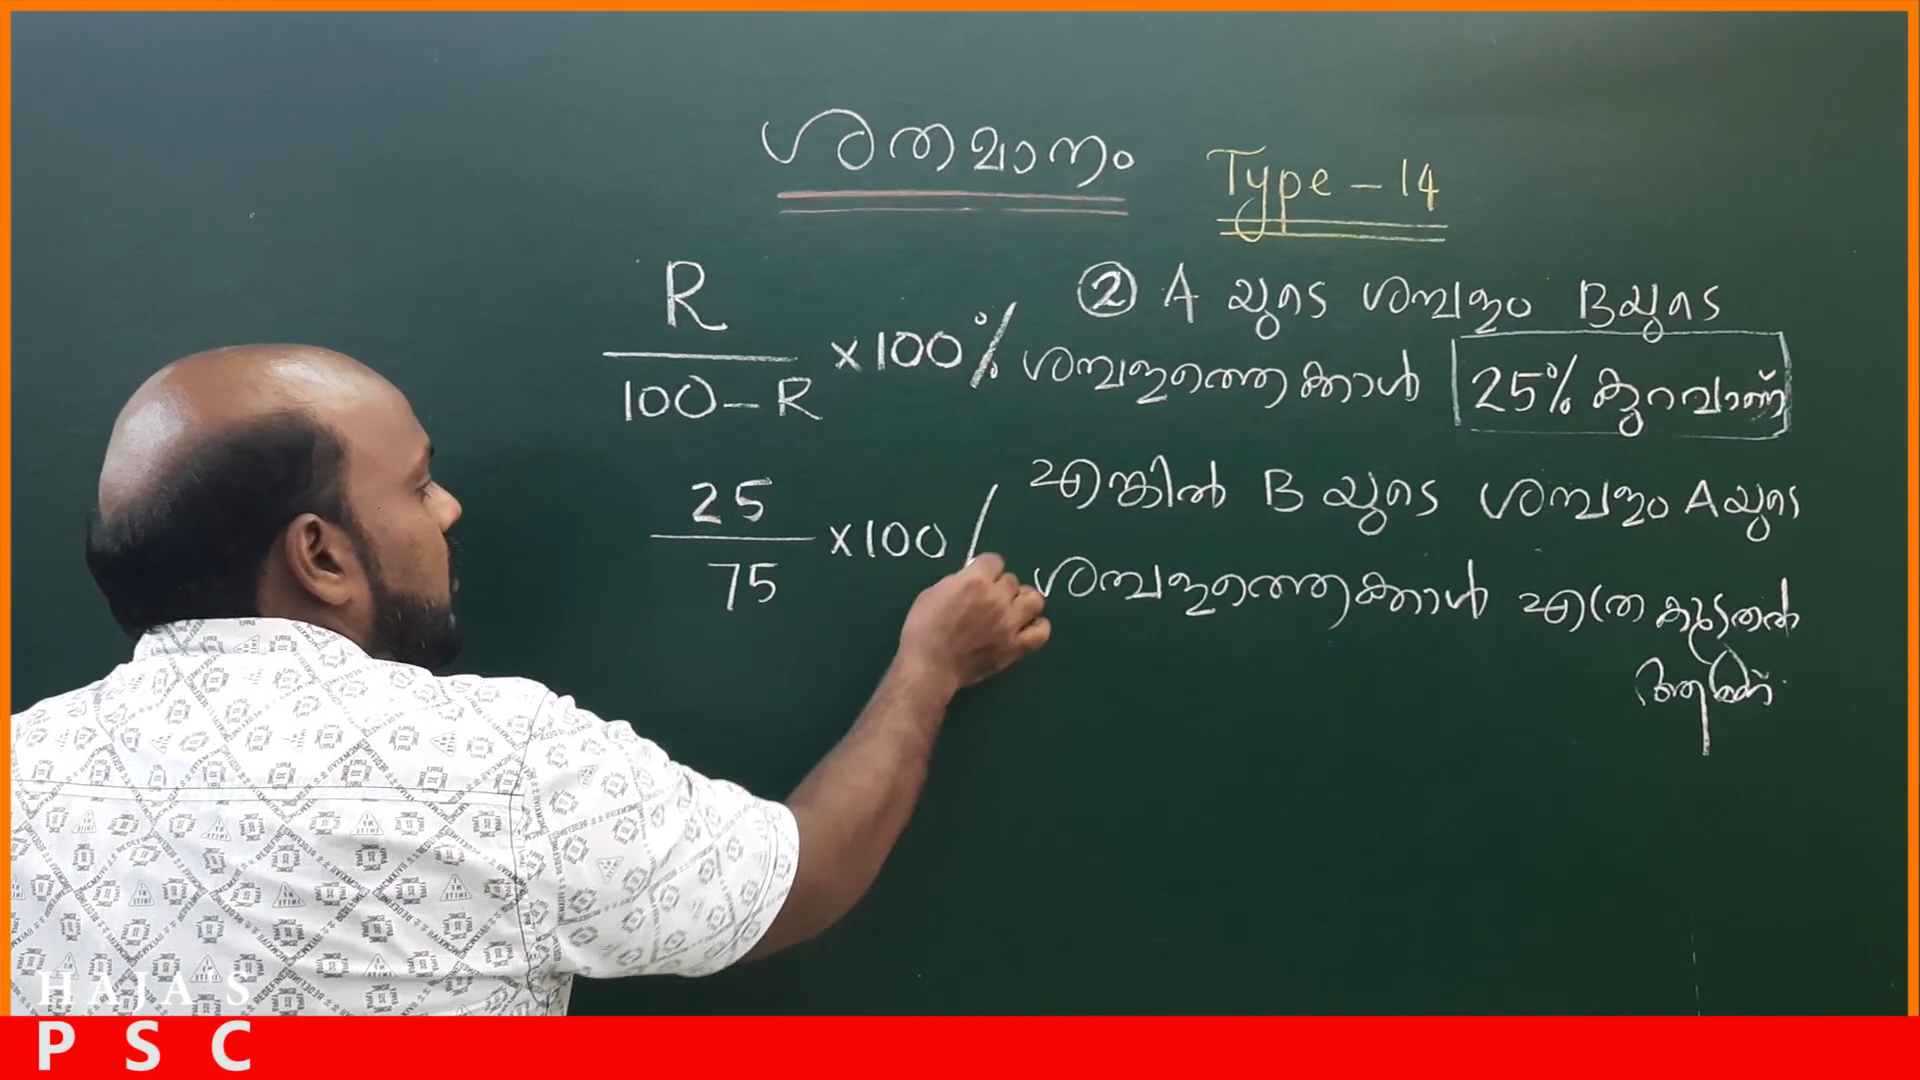 ശതമാനം Type - 14
R
100 - R
×100%
25
75
×100
② A യുടെ ശമ്പളം B യുടെ
ശമ്പളത്തെക്കാൾ 25% കുറവാണ്
എങ്കിൽ B യുടെ ശമ്പളം A യുടെ
ശമ്പളത്തെക്കാൾ എത്ര കൂടുതൽ
ആണ്
HAJA S
PSC